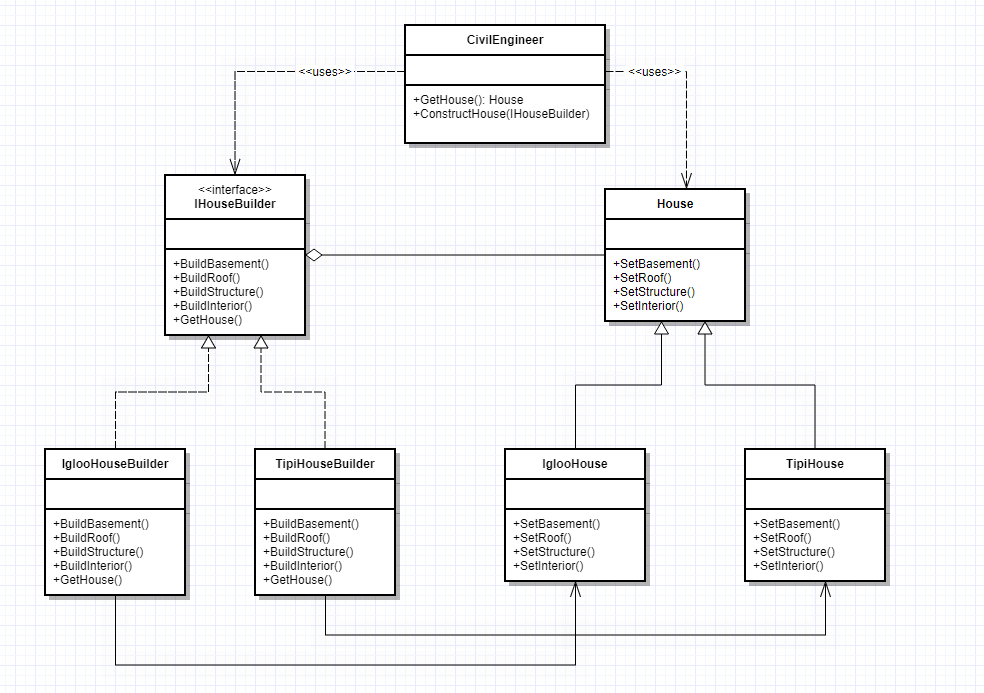 CivilEngineer
<<uses>>
<<uses>>
+GetHouse(): House
+ConstructHouse(IHouseBuilder)
<<interface>>
IHouseBuilder
+BuildBasement()
+BuildRoof()
+BuildStructure()
+BuildInterior()
+GetHouse()
House
+SetBasement()
+SetRoof()
+SetStructure()
+SetInterior()
IglooHouseBuilder
+BuildBasement()
+BuildRoof()
+BuildStructure()
+BuildInterior()
+GetHouse()
TipiHouseBuilder
+BuildBasement()
+BuildRoof()
+BuildStructure()
+BuildInterior()
+GetHouse()
IglooHouse
+SetBasement()
+SetRoof()
+SetStructure()
+SetInterior()
TipiHouse
+SetBasement()
+SetRoof()
+SetStructure()
+SetInterior()